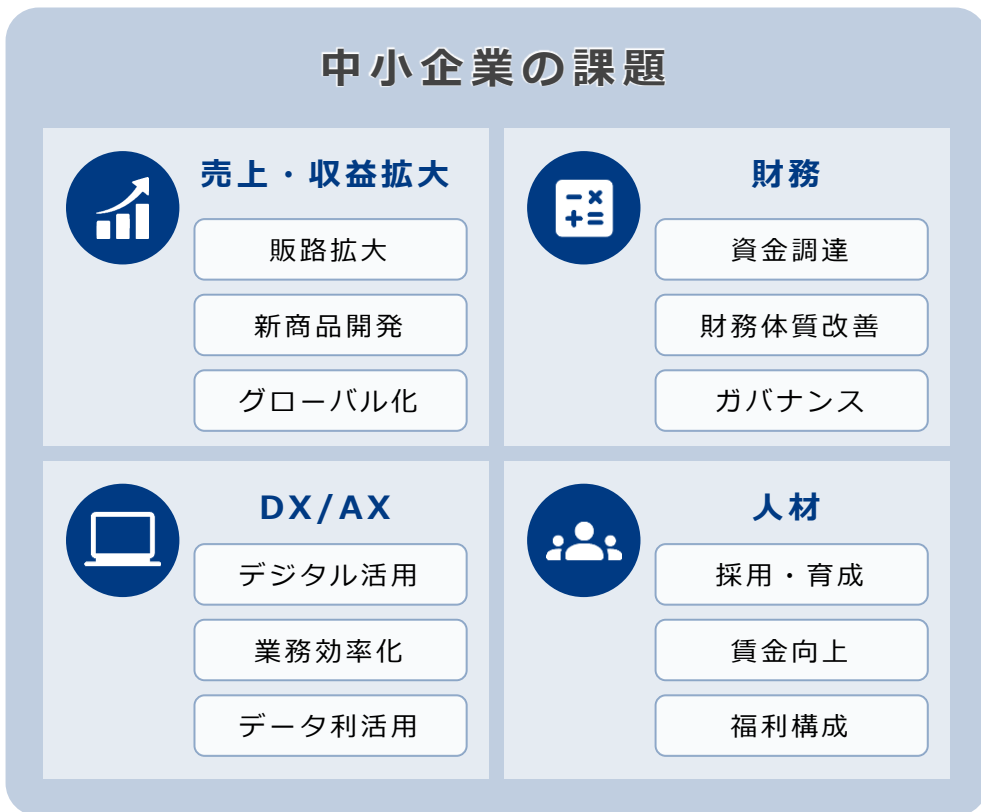 中小企業の課題
売上・収益拡大
販路拡大
新商品開発
グローバル化
財務
資金調達
財務体質改善
ガバナンス
DX/AX
デジタル活用
業務効率化
データ利活用
人材
採用・育成
賃金向上
福利構成